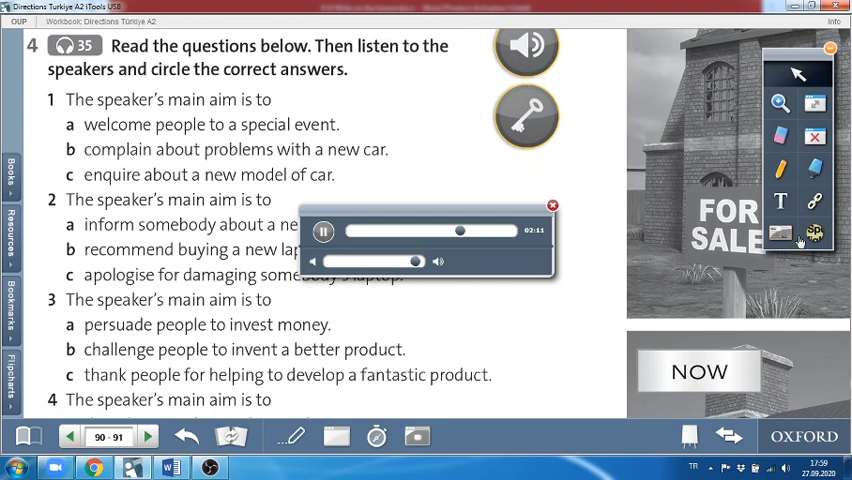 Directions Turkiye A2 iTools USB
OUP Workbook: Directions Türkiye A2 Info
4 35 Read the questions below. Then listen to the
speakers and circle the correct answers.
1 The speaker's main aim is to
a welcome people to a special event.
b complain about problems with a new car.
c enquire about a new model of car.
2 The speaker's main aim is to
a inform somebody about a ne
b recommend buying a new lap
c apologise for damaging somebody's laptop.
3 The speaker's main aim is to
a persuade people to invest money.
b challenge people to invent a better product.
c thank people for helping to develop a fantastic product.
4 The speaker's main aim is to
02:11
FOR
SALE
NOW
Books
Resources
Bookmarks
Flipcharts
T
Sp
90 - 91
OXFORD
TR
17:59
27.09.2020